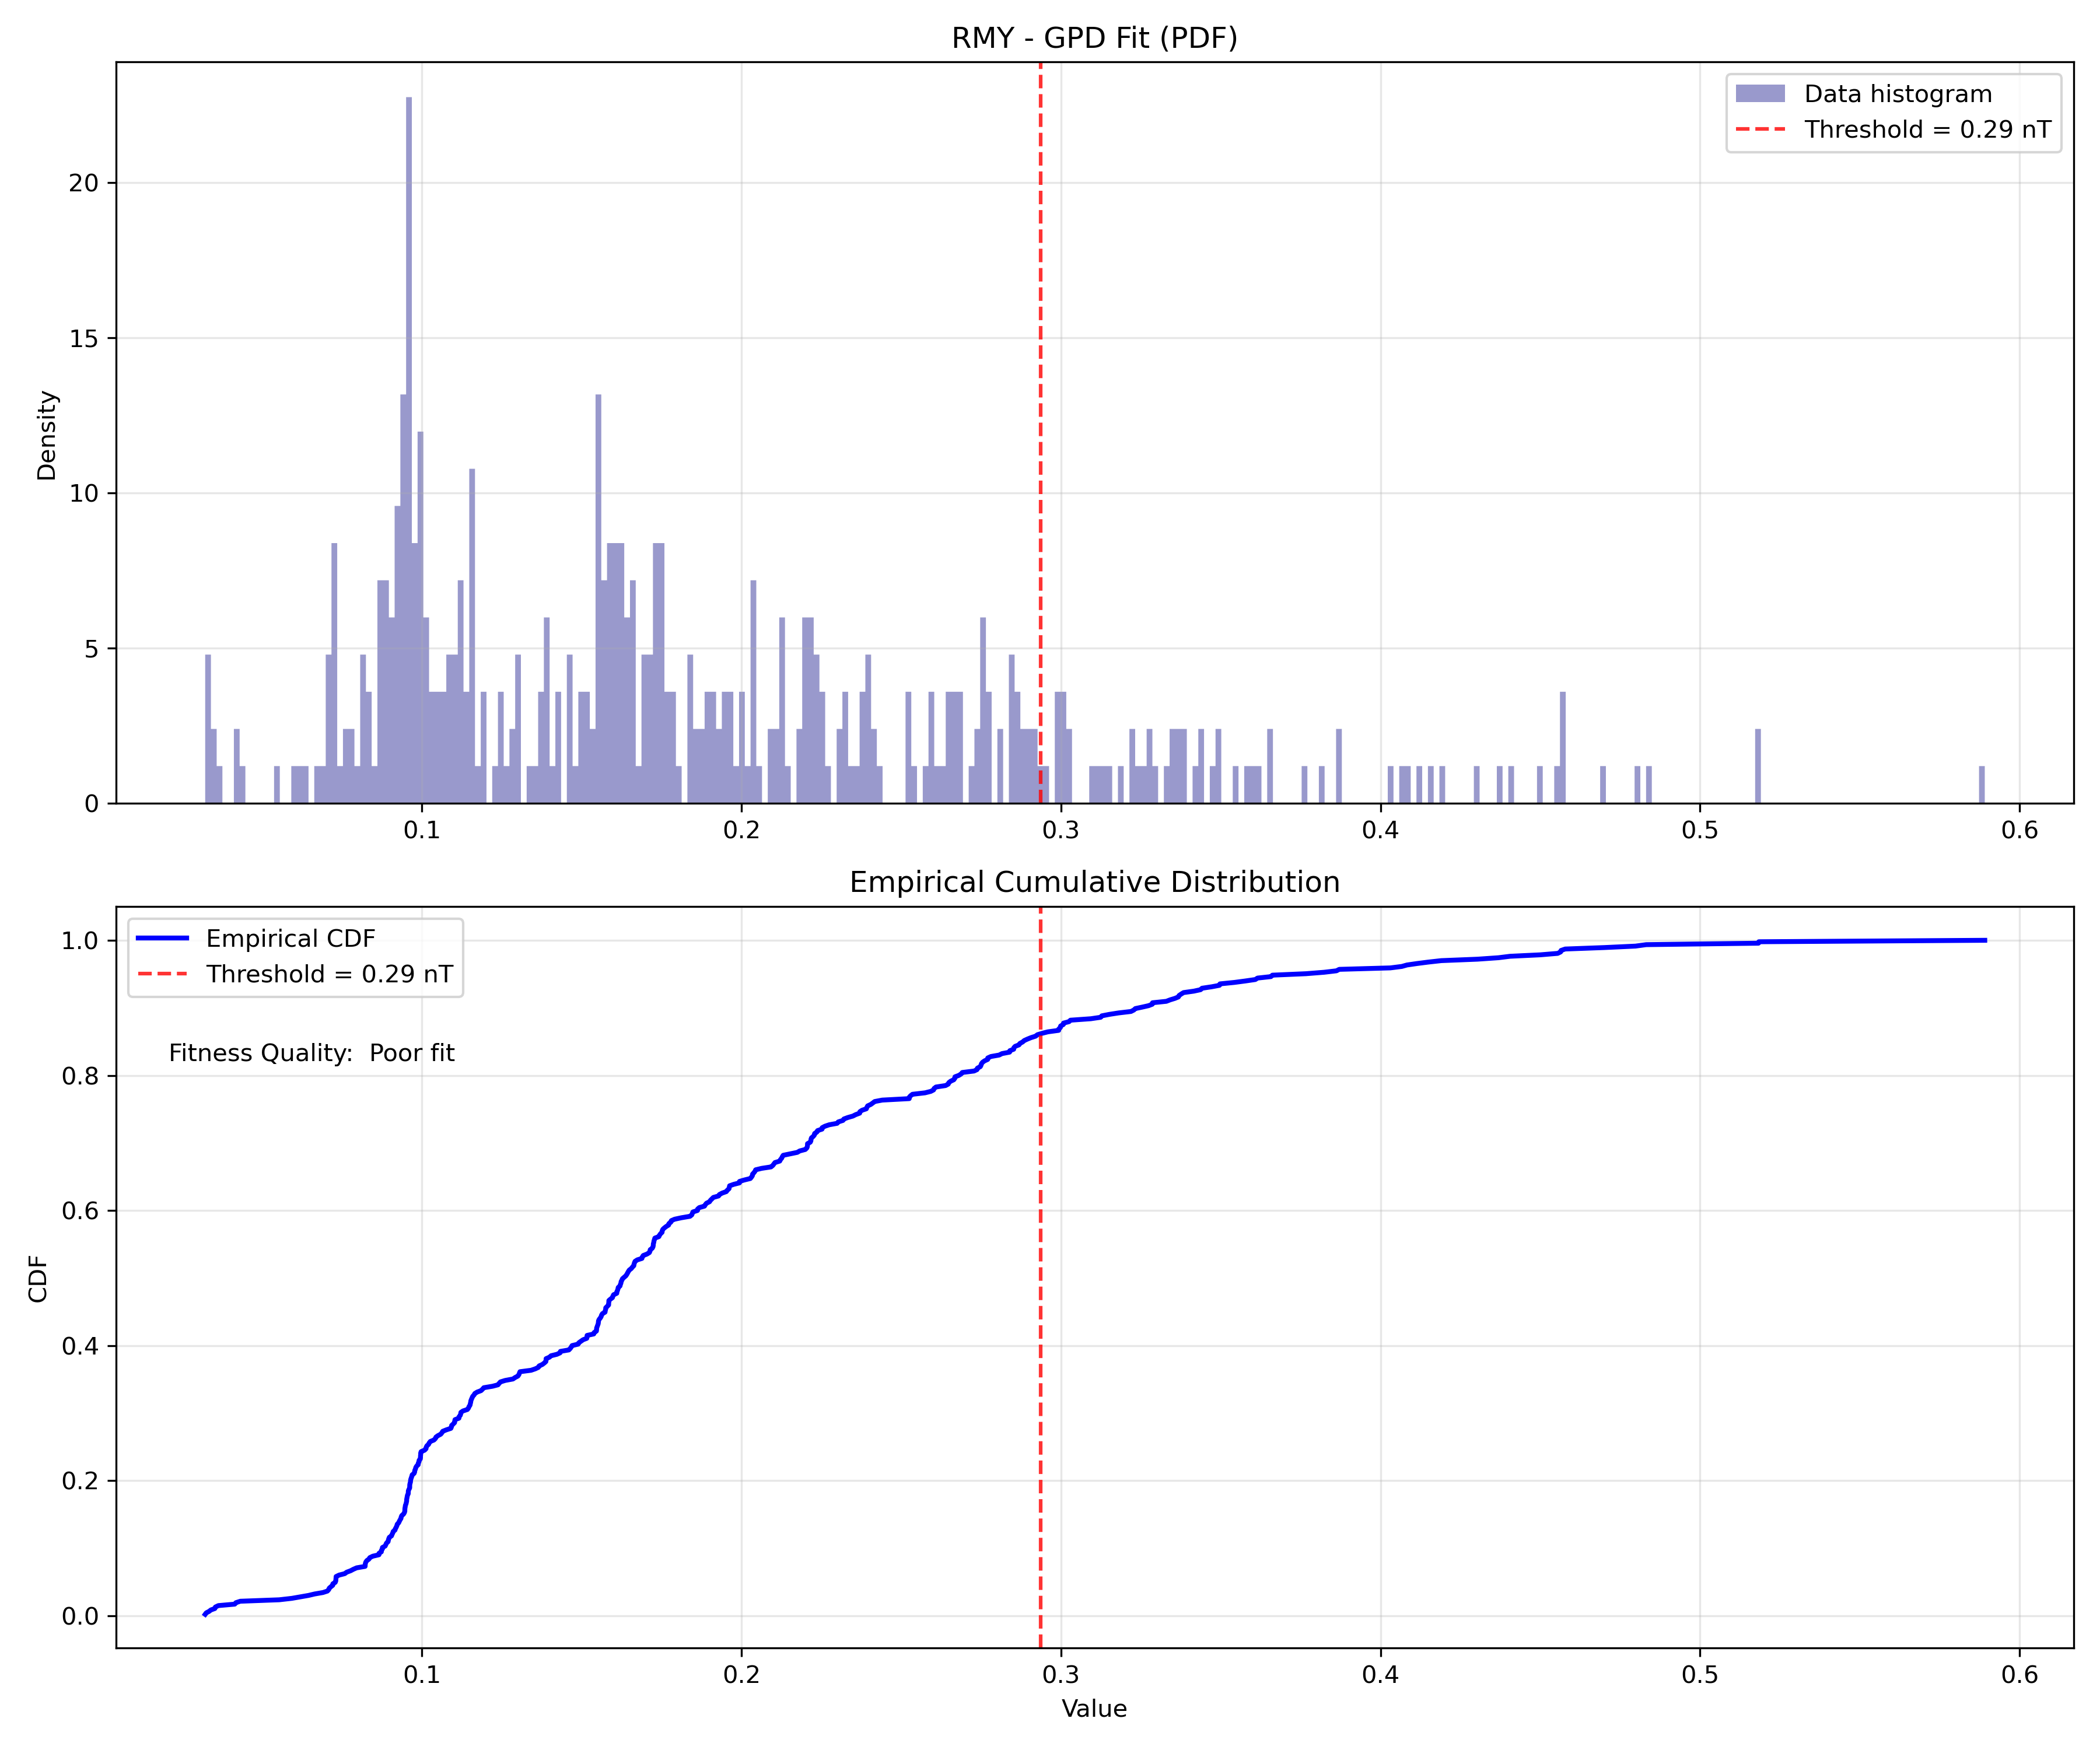 RMY - GPD Fit (PDF)
Data histogram
Threshold = 0.29 nT
Density
20
15
10
5
0
0.1 0.2 0.3 0.4 0.5 0.6
Empirical Cumulative Distribution
Empirical CDF
Threshold = 0.29 nT
Fitness Quality: Poor fit
CDF
1.0
0.8
0.6
0.4
0.2
0.0
0.1 0.2 0.3 0.4 0.5 0.6
Value